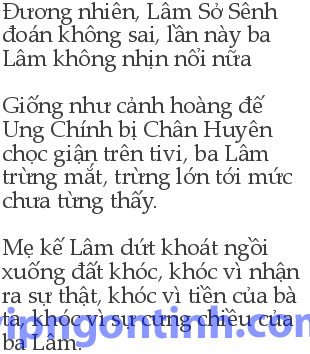 Đương nhiên, Lâm Sở Sênh
đoán không sai, lần này ba
Lâm không nhịn nổi nữa
Giống như cảnh hoàng đế
Ung Chính bị Chân Huyên
chọc giận trên tivi, ba Lâm
trừng mắt, trừng lớn tới mức
chưa từng thấy.
Mẹ kế Lâm dứt khoát ngồi
xuống đất khóc, khóc vì nhận
ra sự thật, khóc vì tiền của bà
ta, khóc vì sự cưng chiều của
ba Lâm.
vipngontinh.com